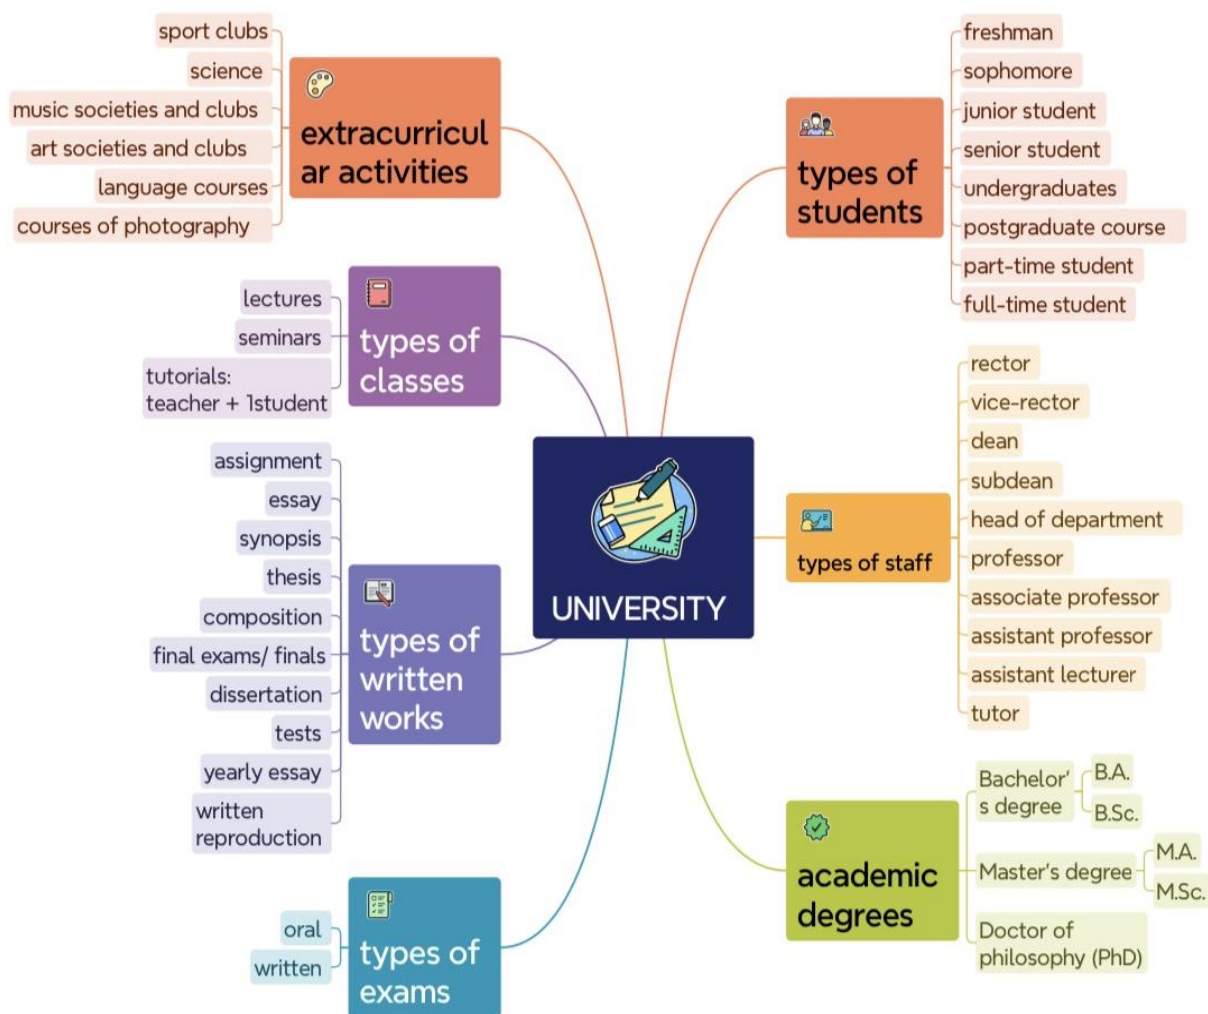 UNIVERSITY
extracurricul
ar activities
sport clubs
science
music societies and clubs
art societies and clubs
language courses
courses of photography
types of
classes
lectures
seminars
tutorials:
teacher + 1student
types of
written
works
assignment
essay
synopsis
thesis
composition
final exams/ finals
dissertation
tests
yearly essay
written
reproduction
types of
exams
oral
written
types of
students
freshman
sophomore
junior student
senior student
undergraduates
postgraduate course
part-time student
full-time student
types of staff
rector
vice-rector
dean
subdean
head of department
professor
associate professor
assistant professor
assistant lecturer
tutor
academic
degrees
Bachelor'
s degree
B.A.
B.Sc.
Master's degree
M.A.
M.Sc.
Doctor of
philosophy (PhD)